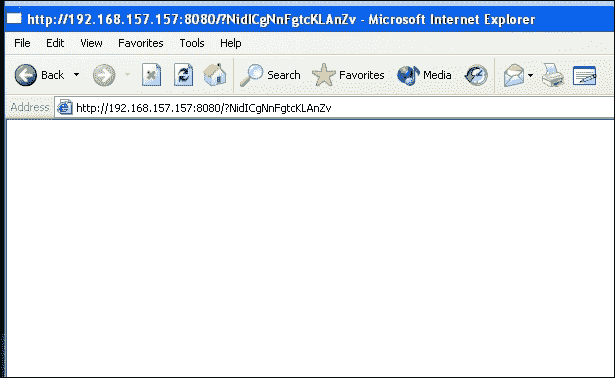 http://192.168.157.157:8080/?NidICgNnFgtcKLAnZv - Microsoft Internet Explorer
File Edit View Favorites Tools Help
Back Search Favorites Media
Address http://192.168.157.157:8080/?NidICgNnFgtcKLAnZv